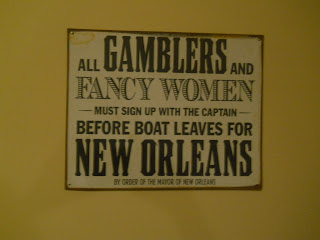 ALL GAMBLERS AND
FANCY WOMEN
— MUST SIGN UP WITH THE CAPTAIN —
BEFORE BOAT LEAVES FOR
NEW ORLEANS
BY ORDER OF THE MAYOR OF NEW ORLEANS